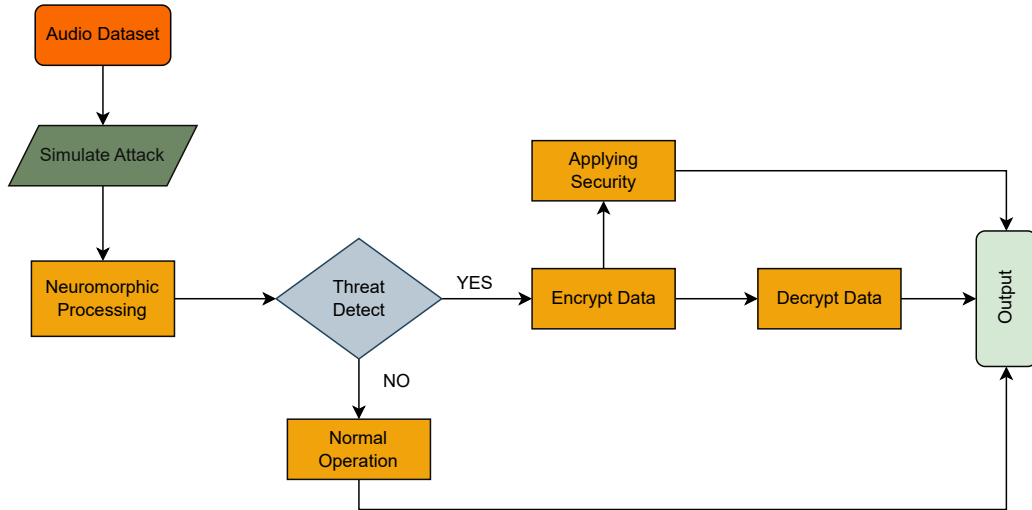 Audio Dataset
Simulate Attack
Neuromorphic
Processing
Threat
Detect
YES
NO
Normal
Operation
Applying
Security
Encrypt Data
Decrypt Data
Output